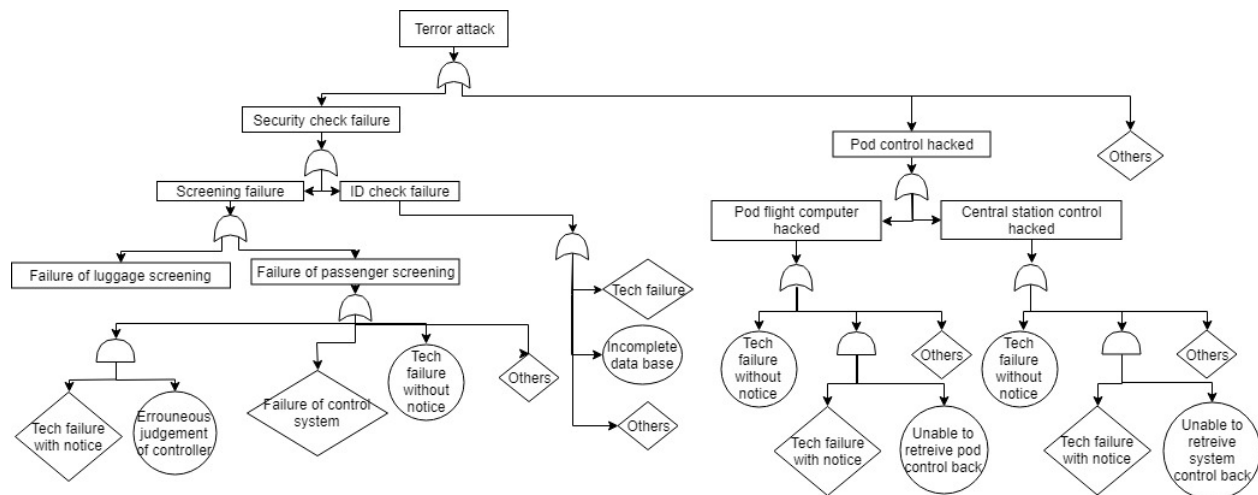 Terror attack
Security check failure
Pod control hacked
Others
Screening failure
ID check failure
Pod flight computer
hacked
Central station control
hacked
Failure of luggage screening
Failure of passenger screening
Tech failure
Incomplete
data base
Others
Tech
failure
without
notice
Others
Tech
failure
without
notice
Others
Tech failure
with notice
Errouneous
judgement
of controller
Failure of control
system
Tech
failure
without
notice
Others
Tech failure
with notice
Unable to
retreive pod
control back
Tech failure
with notice
Unable to
retreive
system
control back